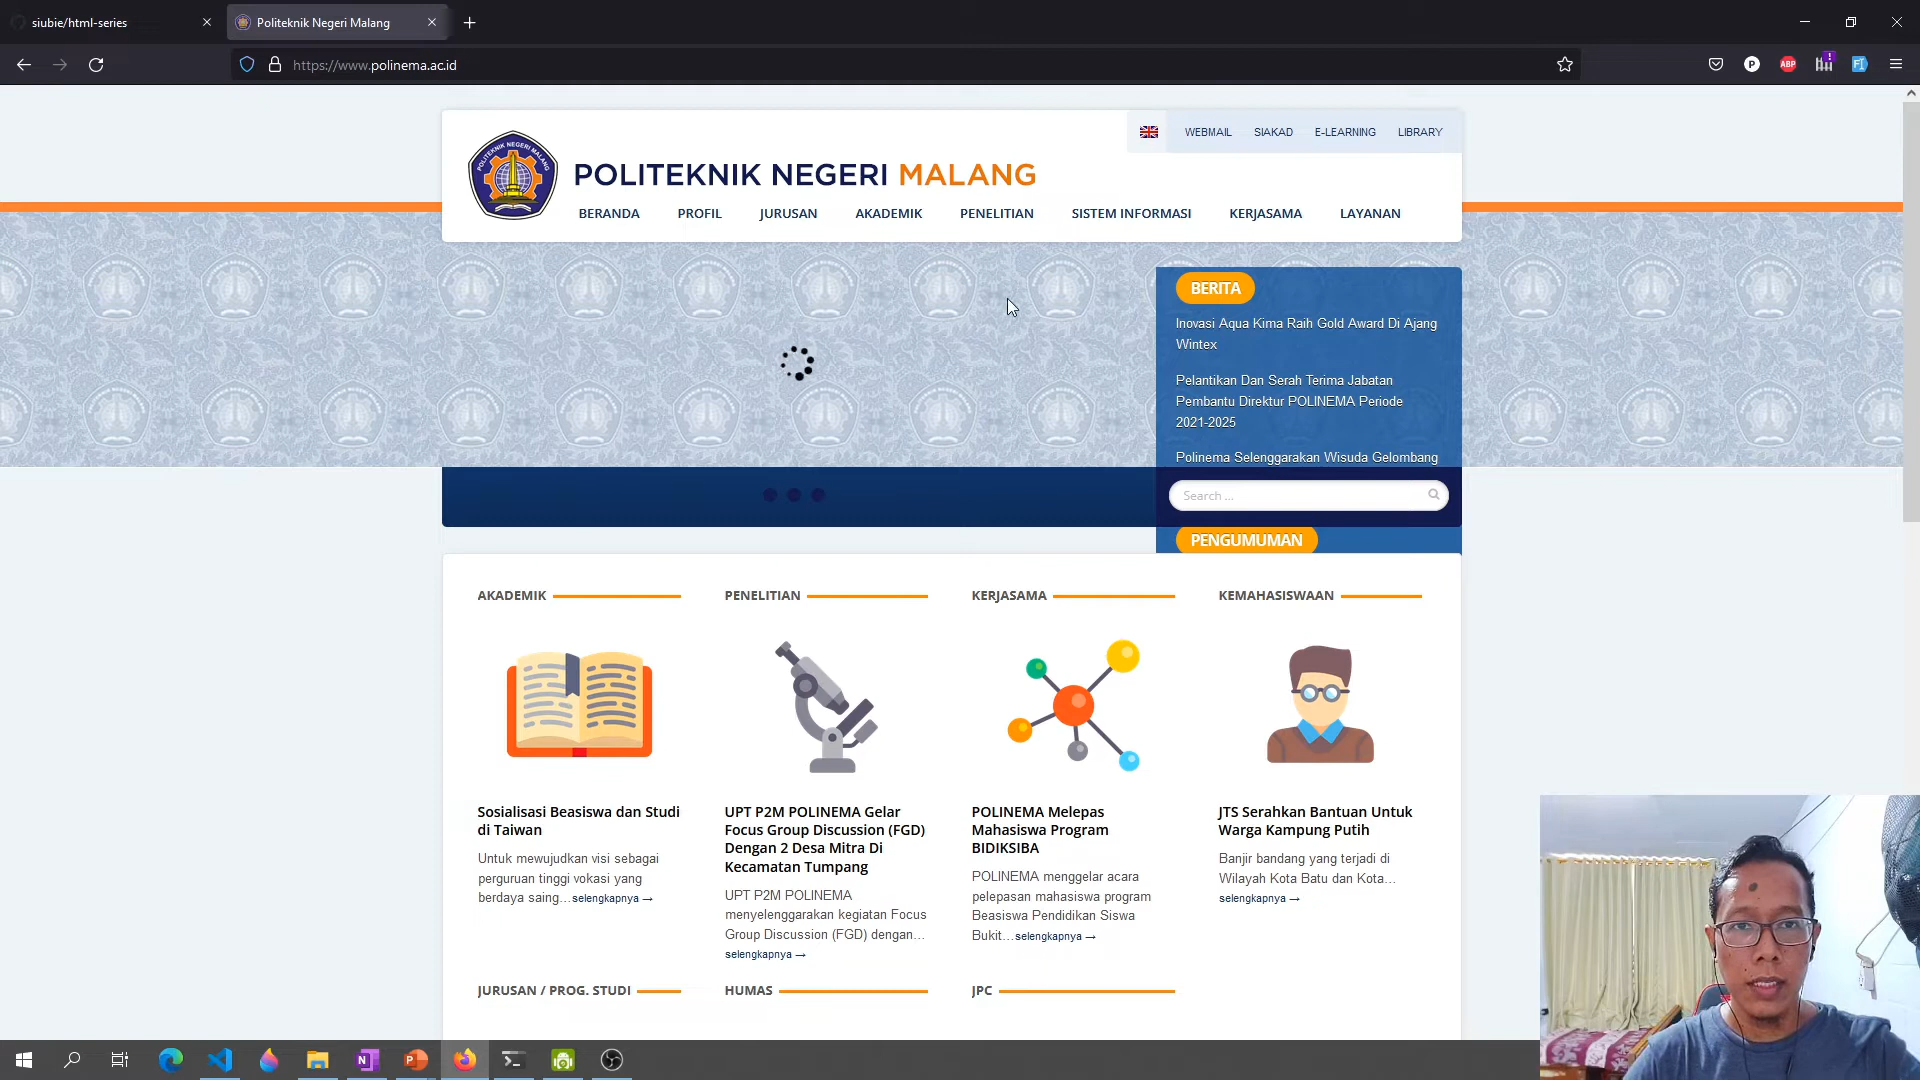 siubie/html-series
Politeknik Negeri Malang
https://www.polinema.ac.id
P
ABP
WEBMAIL
SIAKAD
E-LEARNING
LIBRARY
POLITEKNIK NEGERI MALANG
POLITEKNIK NEGERI MALANG
BERANDA
PROFIL
JURUSAN
AKADEMIK
PENELITIAN
SISTEM INFORMASI
KERJASAMA
LAYANAN
BERITA
Inovasi Aqua Kima Raih Gold Award Di Ajang
Wintex
Pelantikan Dan Serah Terima Jabatan
Pembantu Direktur POLINEMA Periode
2021-2025
Polinema Selenggarakan Wisuda Gelombang
Search ...
PENGUMUMAN
AKADEMIK
Sosialisasi Beasiswa dan Studi
di Taiwan
Untuk mewujudkan visi sebagai
perguruan tinggi vokasi yang
berdaya saing...selengkapnya →
PENELITIAN
UPT P2M POLINEMA Gelar
Focus Group Discussion (FGD)
Dengan 2 Desa Mitra Di
Kecamatan Tumpang
UPT P2M POLINEMA
menyelenggarakan kegiatan Focus
Group Discussion (FGD) dengan...
selengkapnya →
KERJASAMA
POLINEMA Melepas
Mahasiswa Program
BIDIKSIBA
POLINEMA menggelar acara
pelepasan mahasiswa program
Beasiswa Pendidikan Siswa
Bukit...selengkapnya →
KEMAHASISWAAN
JTS Serahkan Bantuan Untuk
Warga Kampung Putih
Banjir bandang yang terjadi di
Wilayah Kota Batu dan Kota...
selengkapnya →
JURUSAN / PROG. STUDI
HUMAS
JPC